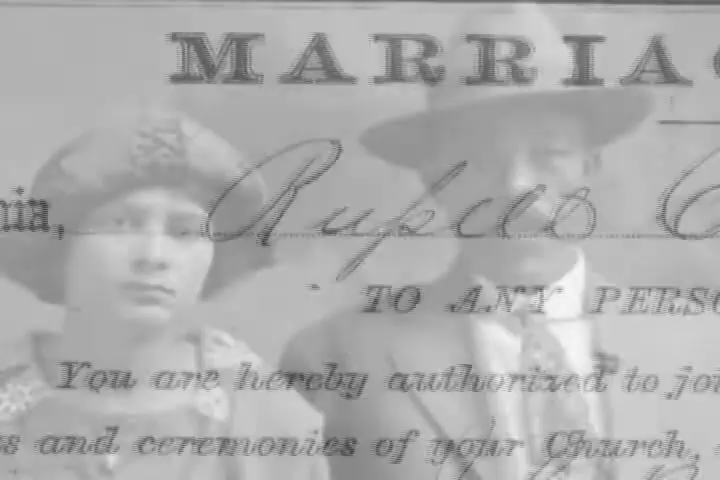 MARRIA
nia,
TO ANY PERSO
You are hereby authorized to joi
s and ceremonies of your Church,